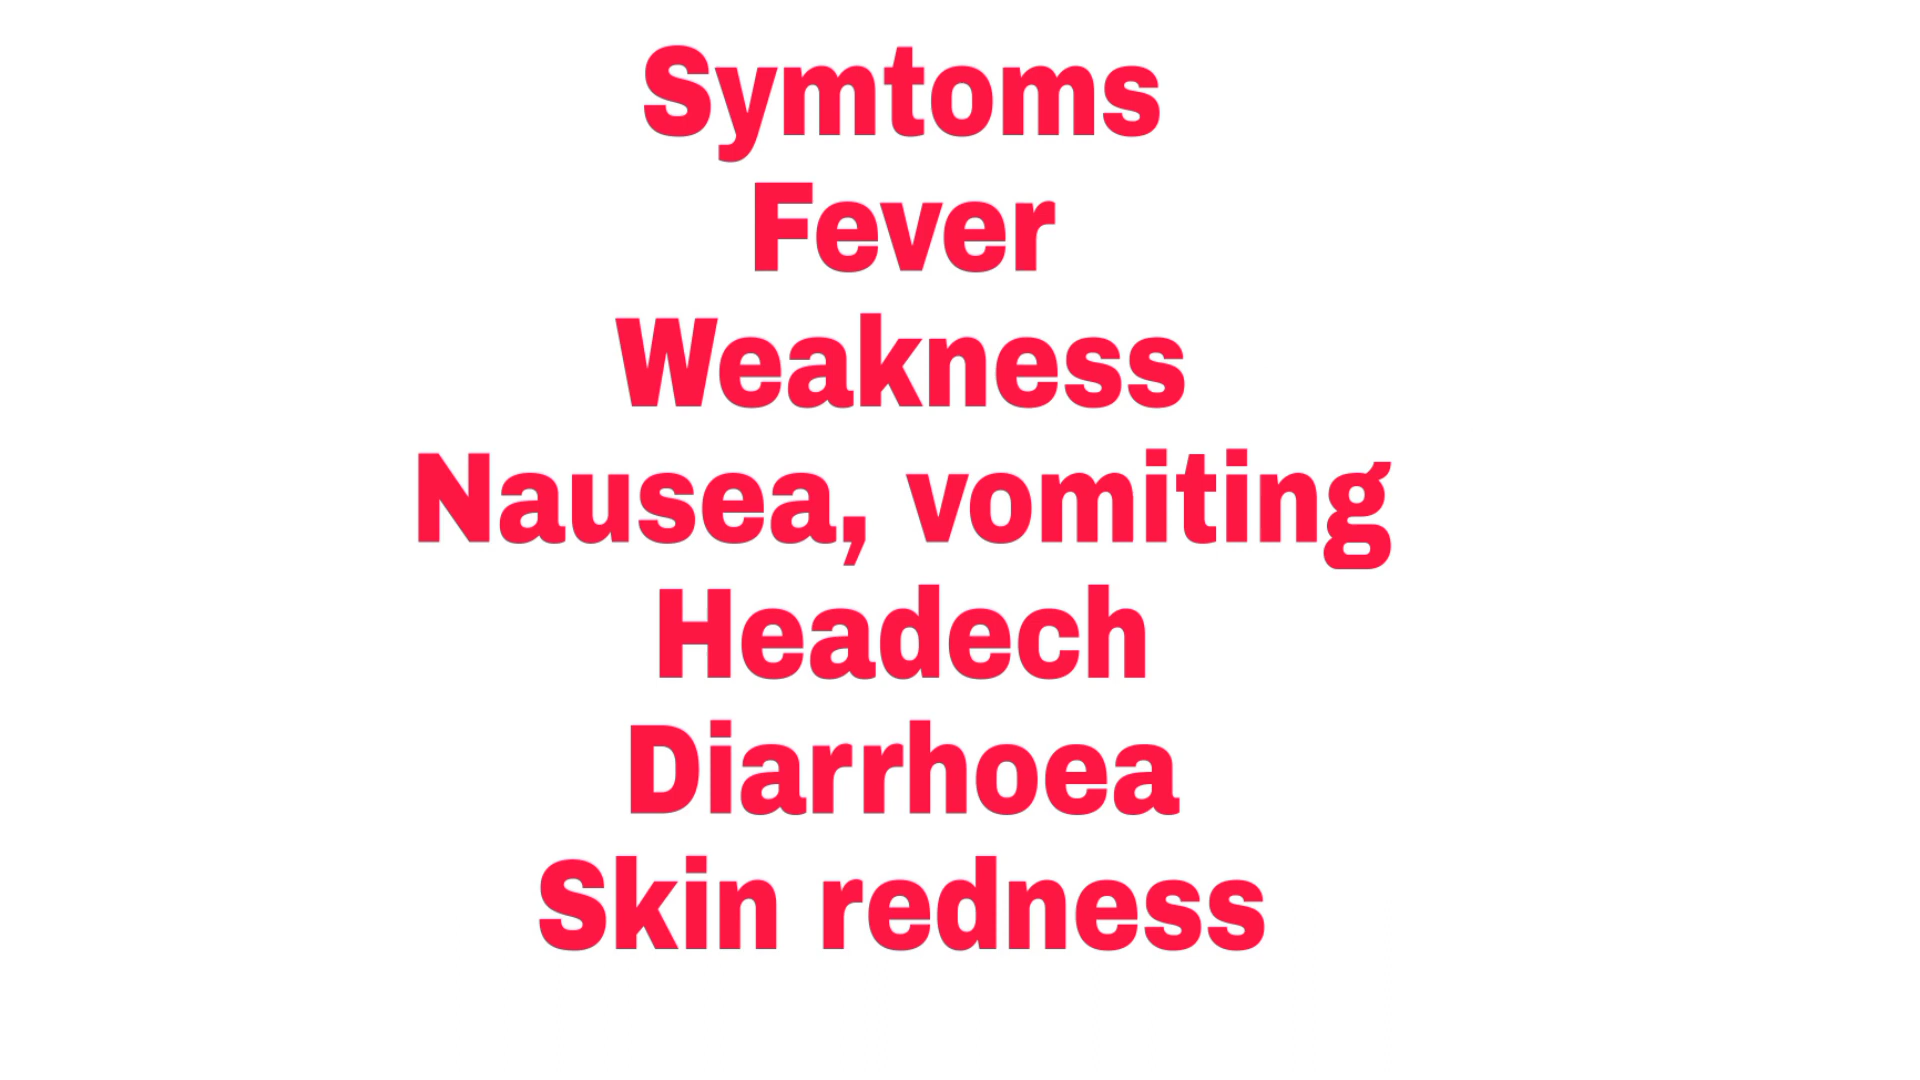 Symtoms
Fever
Weakness
Nausea, vomiting
Headech
Diarrhoea
Skin redness